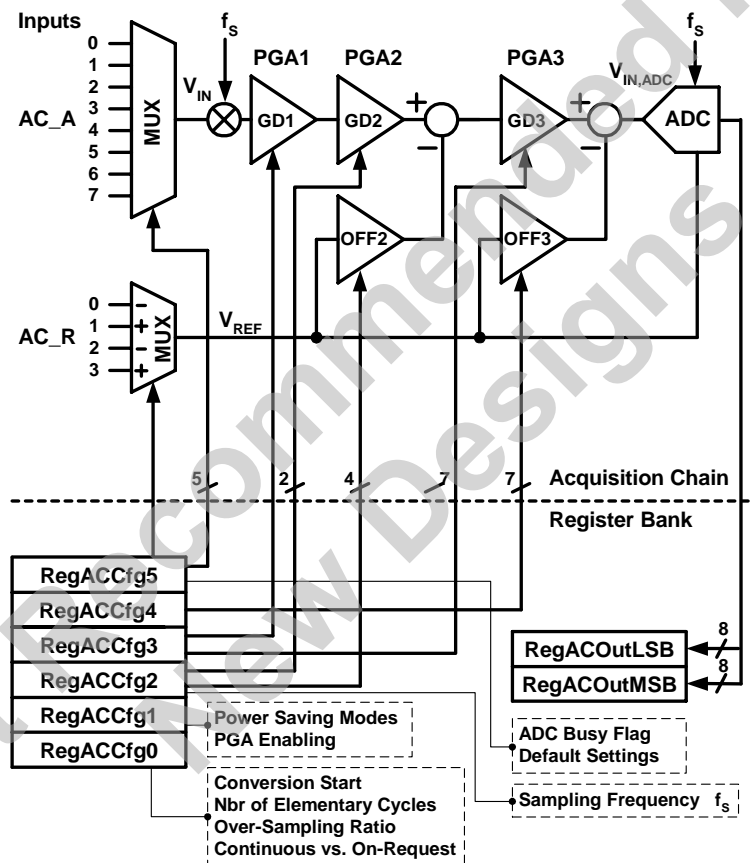 Inputs
f_S
PGA1
PGA2
PGA3
f_S
V_IN
V_IN,ADC
0
1
2
3
4
5
6
7
AC_A
MUX
GD1
GD2
+
−
GD3
+
−
ADC
OFF2
OFF3
0 −
1 +
2 −
3 +
AC_R
MUX
V_REF
5
2
4
7
7
Acquisition Chain
Register Bank
RegACCfg5
RegACCfg4
RegACCfg3
RegACCfg2
RegACCfg1
RegACCfg0
8
RegACOutLSB
8
RegACOutMSB
Power Saving Modes
PGA Enabling
ADC Busy Flag
Default Settings
Conversion Start
Nbr of Elementary Cycles
Over-Sampling Ratio
Continuous vs. On-Request
Sampling Frequency f_S
Recommended
New Designs